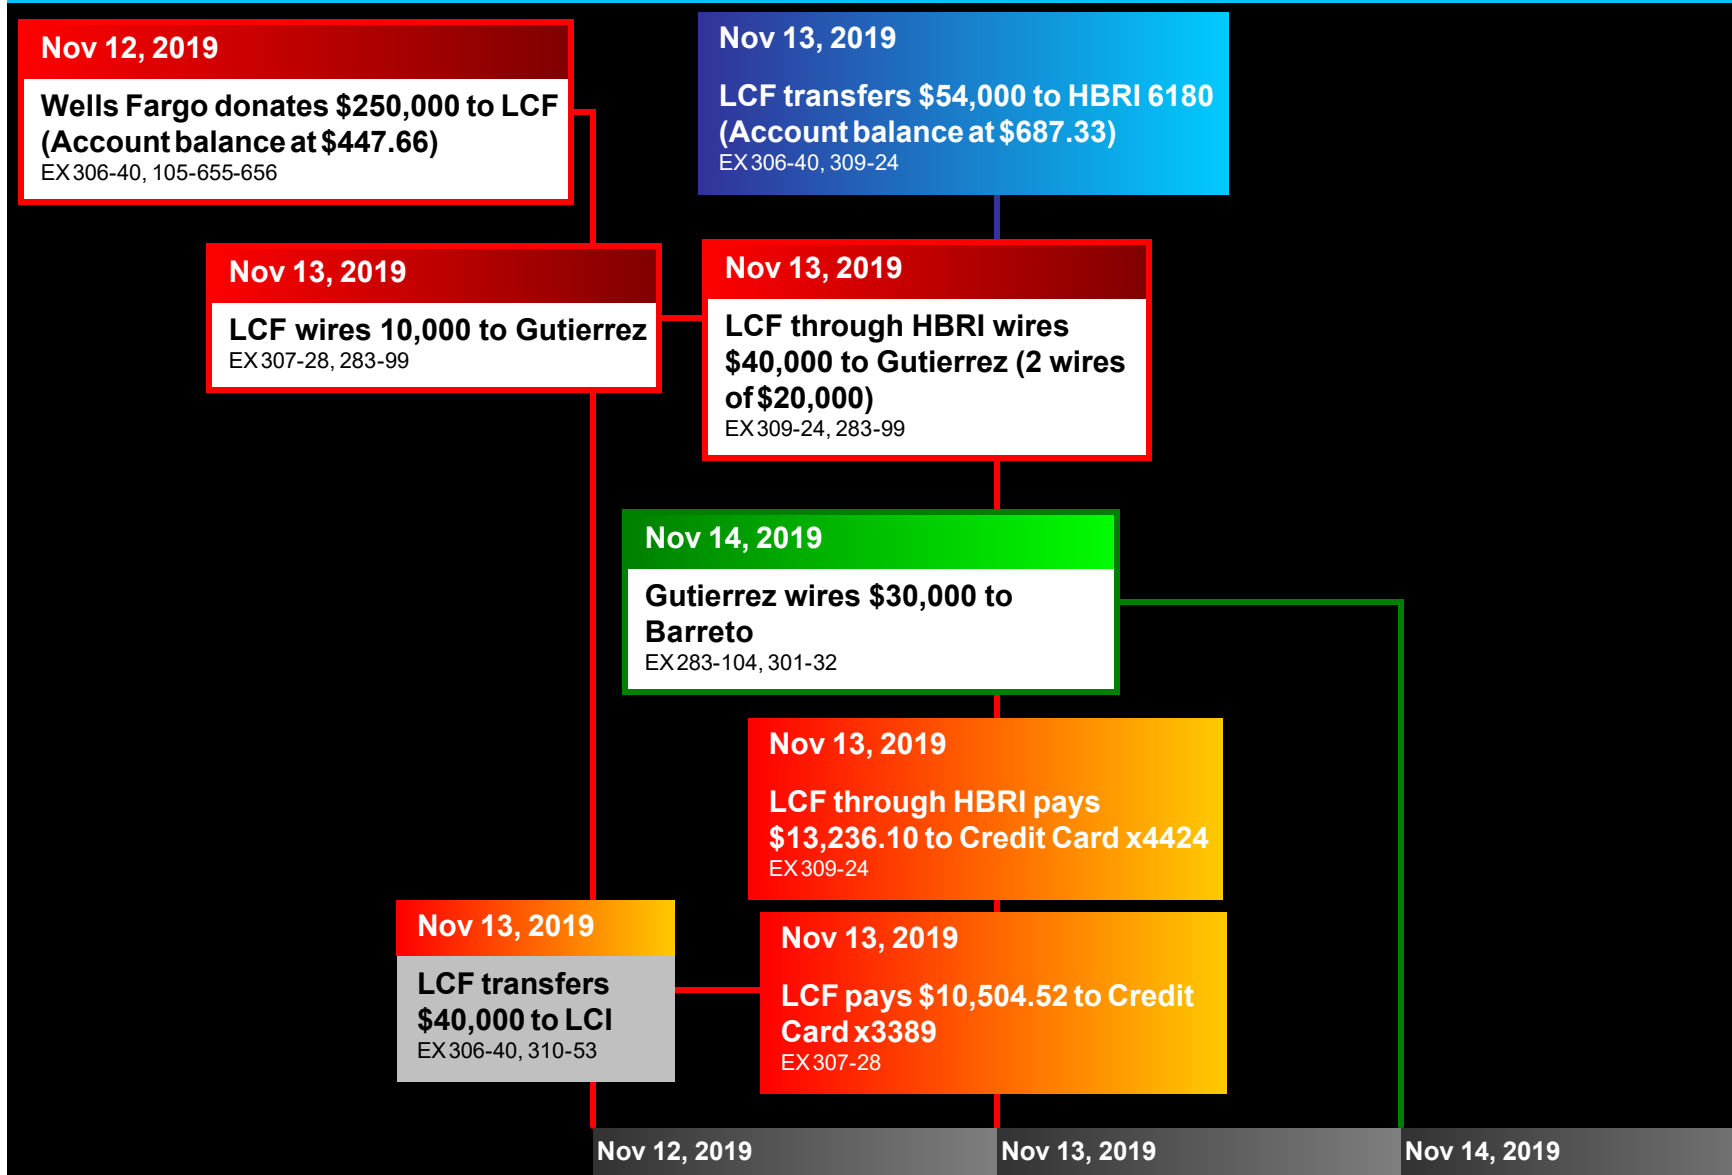 Nov 12, 2019
Wells Fargo donates $250,000 to LCF
(Account balance at $447.66)
EX 306-40, 105-655-656
Nov 13, 2019
LCF transfers $54,000 to HBRI 6180
(Account balance at $687.33)
EX 306-40, 309-24
Nov 13, 2019
LCF wires 10,000 to Gutierrez
EX 307-28, 283-99
Nov 13, 2019
LCF through HBRI wires
$40,000 to Gutierrez (2 wires
of $20,000)
EX 309-24, 283-99
Nov 14, 2019
Gutierrez wires $30,000 to
Barreto
EX 283-104, 301-32
Nov 13, 2019
LCF through HBRI pays
$13,236.10 to Credit Card x4424
EX 309-24
Nov 13, 2019
LCF transfers
$40,000 to LCI
EX 306-40, 310-53
Nov 13, 2019
LCF pays $10,504.52 to Credit
Card x3389
EX 307-28
Nov 12, 2019
Nov 13, 2019
Nov 14, 2019